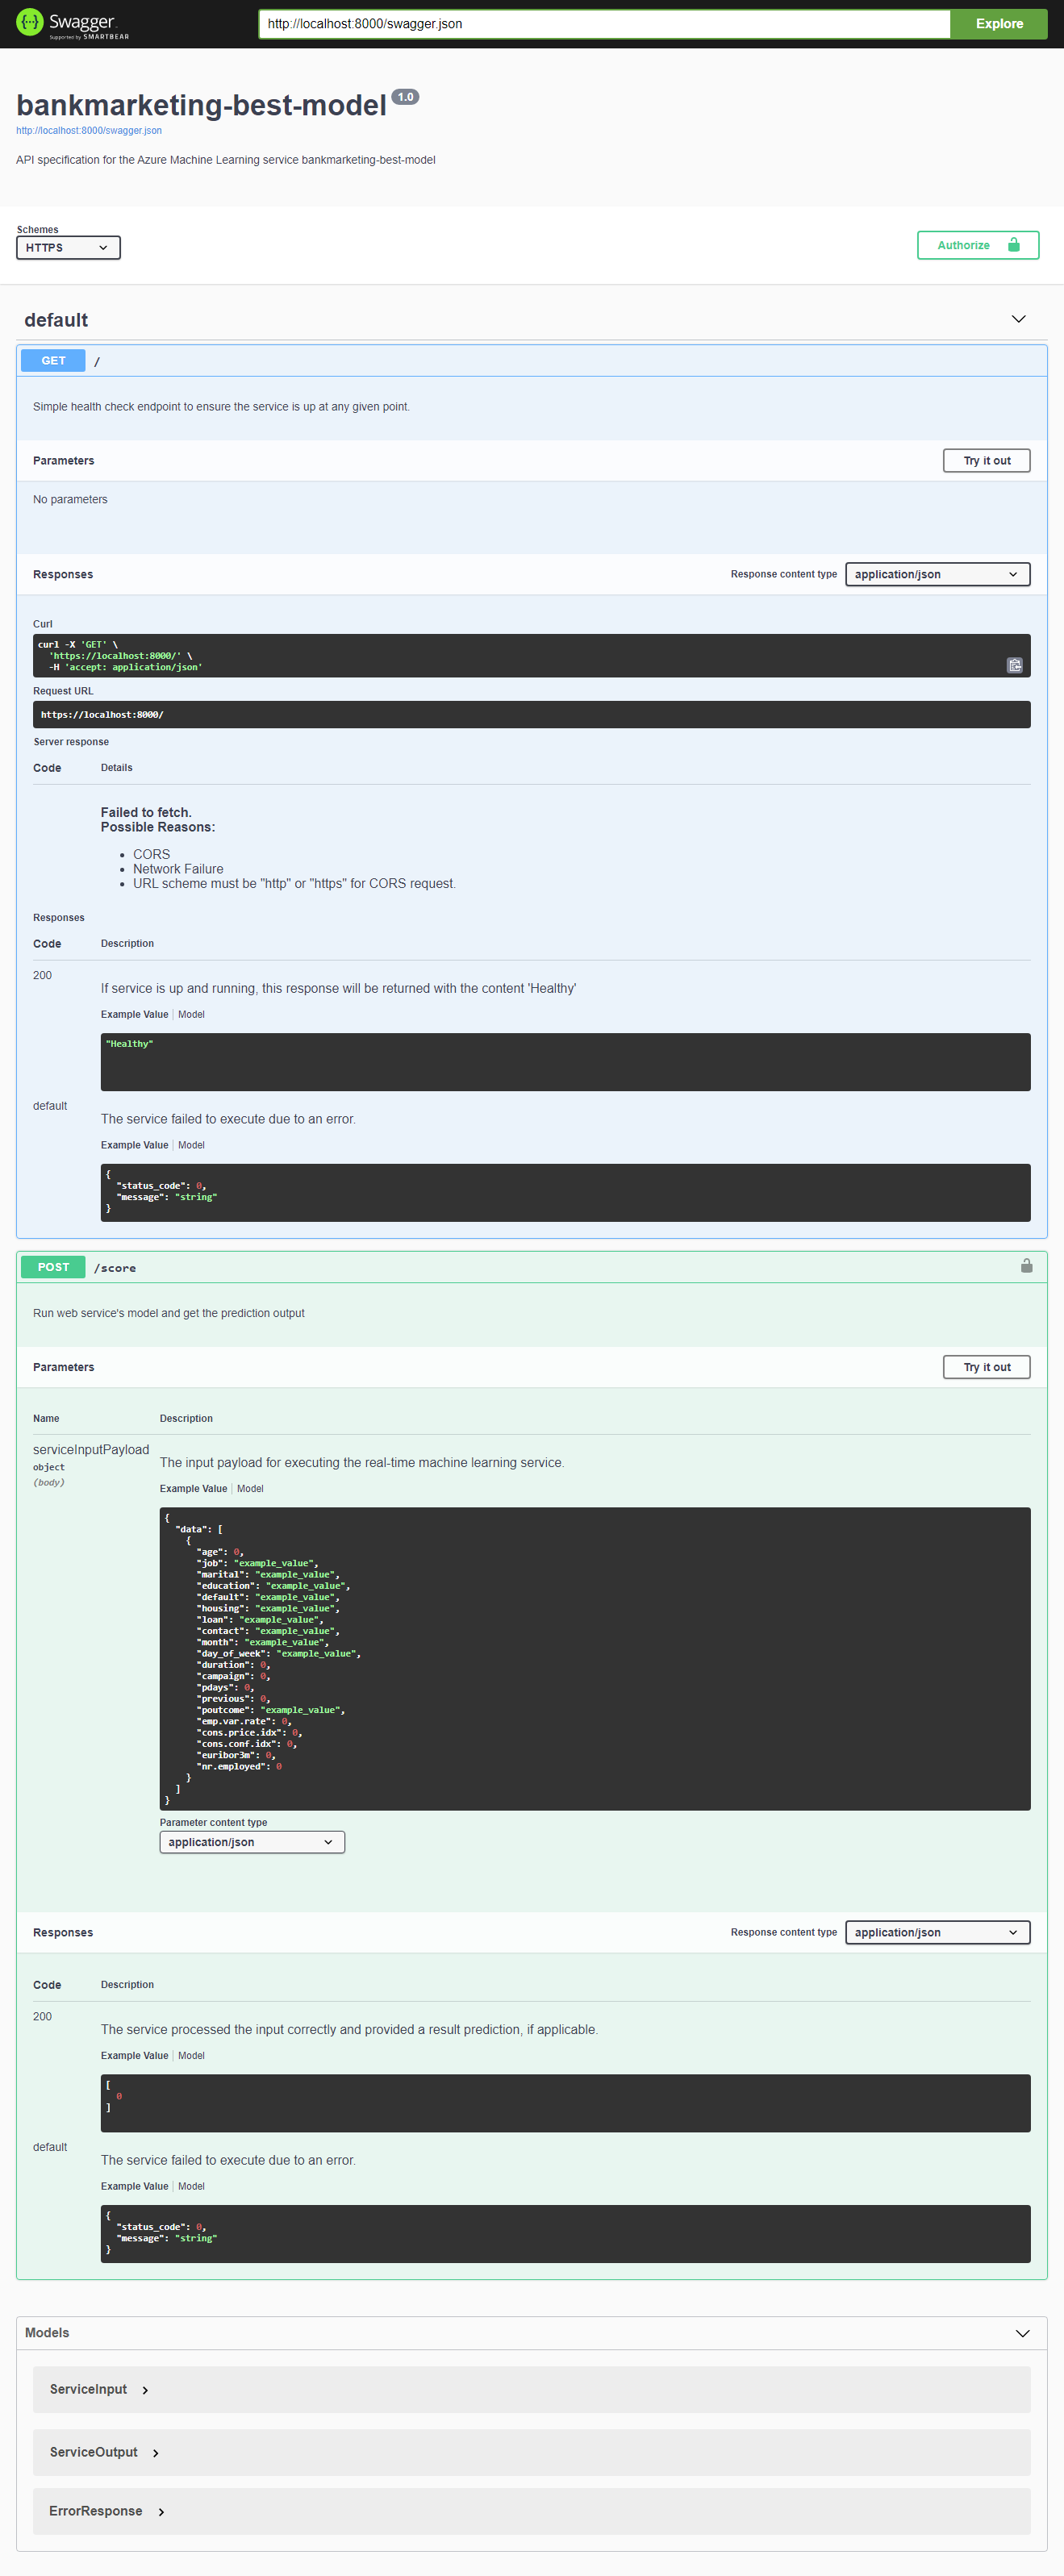 Swagger
Supported by SMARTBEAR
http://localhost:8000/swagger.json
Explore
bankmarketing-best-model 1.0
http://localhost:8000/swagger.json
API specification for the Azure Machine Learning service bankmarketing-best-model
Schemes
HTTPS
Authorize
default
GET /
Simple health check endpoint to ensure the service is up at any given point.
Parameters
Try it out
No parameters
Responses
Response content type application/json
Curl
curl -X 'GET' \
'https://localhost:8000/' \
-H 'accept: application/json'
Request URL
https://localhost:8000/
Server response
Code Details
Failed to fetch.
Possible Reasons:
• CORS
• Network Failure
• URL scheme must be "http" or "https" for CORS request.
Responses
Code Description
200
If service is up and running, this response will be returned with the content 'Healthy'
Example Value | Model
"Healthy"
default
The service failed to execute due to an error.
Example Value | Model
{
"status_code": 0,
"message": "string"
}
POST /score
Run web service's model and get the prediction output
Parameters
Try it out
Name Description
serviceInputPayload
object
(body)
The input payload for executing the real-time machine learning service.
Example Value | Model
{
"data": [
{
"age": 0,
"job": "example_value",
"marital": "example_value",
"education": "example_value",
"default": "example_value",
"housing": "example_value",
"loan": "example_value",
"contact": "example_value",
"month": "example_value",
"day_of_week": "example_value",
"duration": 0,
"campaign": 0,
"pdays": 0,
"previous": 0,
"poutcome": "example_value",
"emp.var.rate": 0,
"cons.price.idx": 0,
"cons.conf.idx": 0,
"euribor3m": 0,
"nr.employed": 0
}
]
}
Parameter content type
application/json
Responses
Response content type application/json
Code Description
200
The service processed the input correctly and provided a result prediction, if applicable.
Example Value | Model
[
0
]
default
The service failed to execute due to an error.
Example Value | Model
{
"status_code": 0,
"message": "string"
}
Models
ServiceInput
ServiceOutput
ErrorResponse